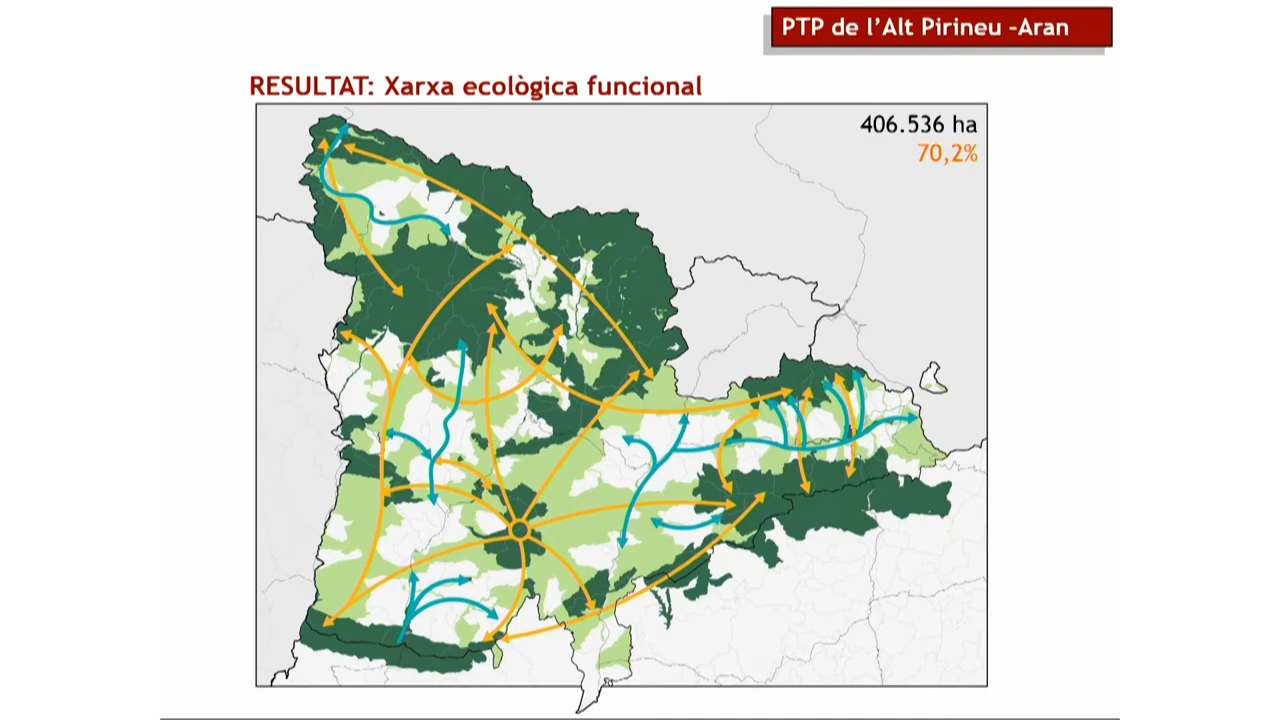 PTP de l’Alt Pirineu –Aran
RESULTAT: Xarxa ecològica funcional
406.536 ha
70,2%